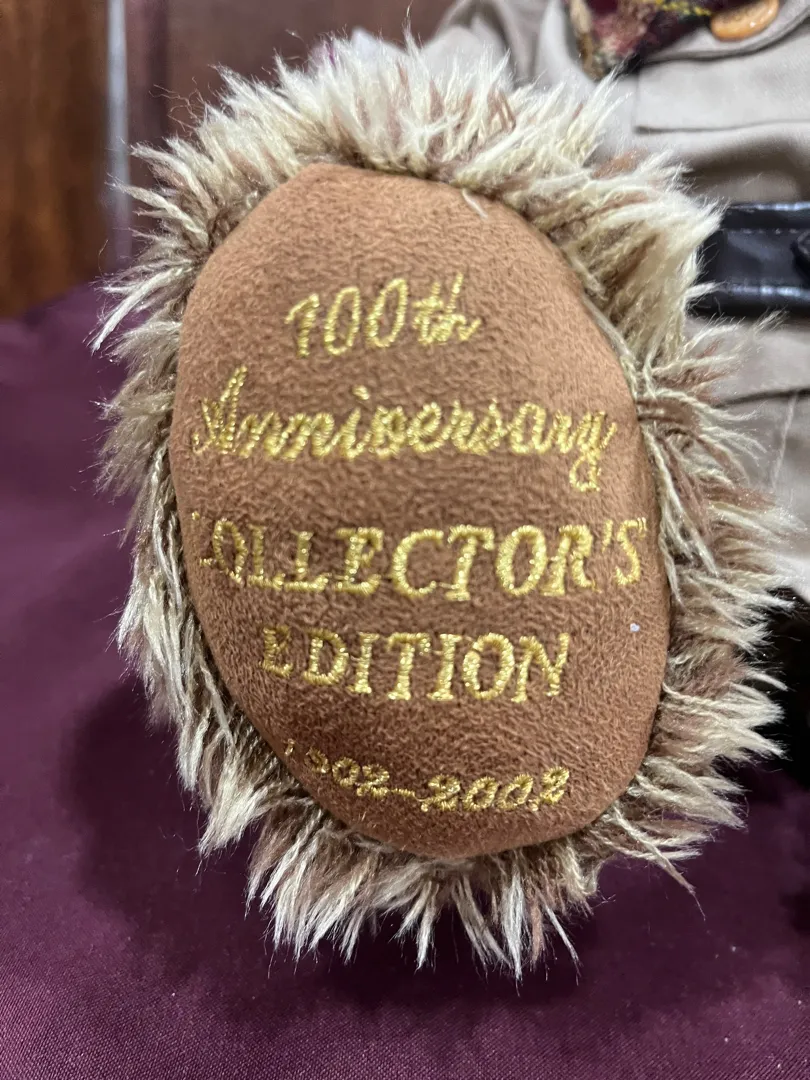 100th
Anniversary
"COLLECTOR'S"
EDITION
1902-2002